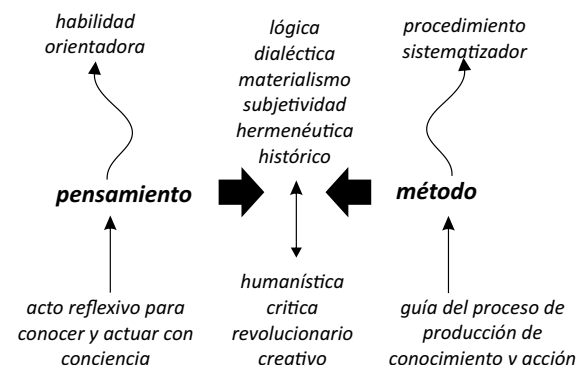 habilidad
orientadora
lógica
dialéctica
materialismo
subjetividad
hermenéutica
histórico
procedimiento
sistematizador
pensamiento
método
acto reflexivo para
conocer y actuar con
conciencia
humanística
critica
revolucionario
creativo
guía del proceso de
producción de
conocimiento y acción